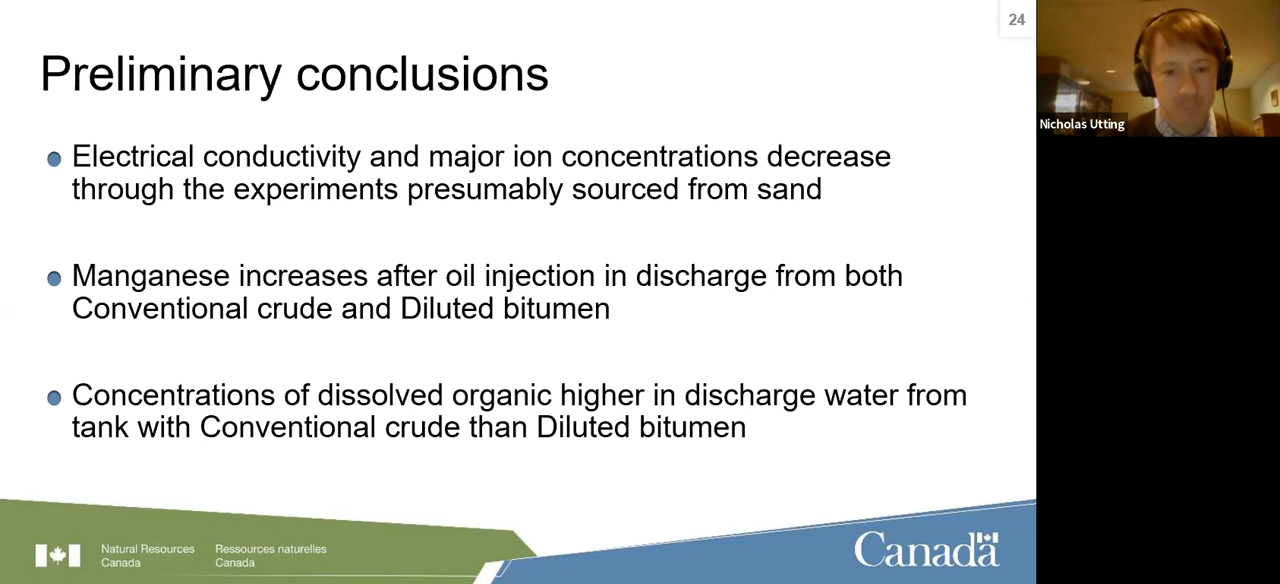 24
Preliminary conclusions
Electrical conductivity and major ion concentrations decrease
through the experiments presumably sourced from sand
Manganese increases after oil injection in discharge from both
Conventional crude and Diluted bitumen
Concentrations of dissolved organic higher in discharge water from
tank with Conventional crude than Diluted bitumen
Natural Resources
Canada
Ressources naturelles
Canada
Canada
Nicholas Utting